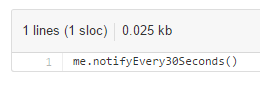 1 lines (1 sloc) 0.025 kb
1 me.notifyEvery30Seconds()